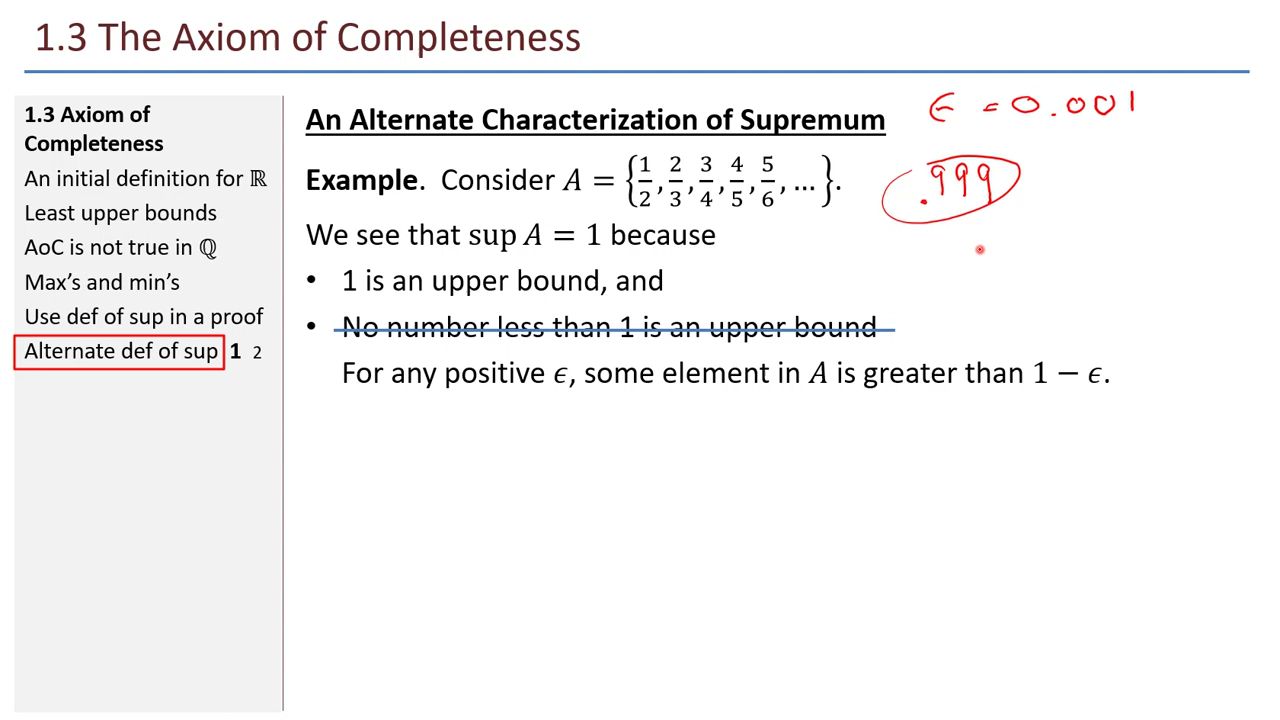 1.3 The Axiom of Completeness
1.3 Axiom of
Completeness
An initial definition for ℝ
Least upper bounds
AoC is not true in ℚ
Max's and min's
Use def of sup in a proof
Alternate def of sup 1 2
An Alternate Characterization of Supremum
ϵ = 0.001
Example. Consider A = {1/2, 2/3, 3/4, 4/5, 5/6, ...}.
.999
We see that sup A = 1 because
• 1 is an upper bound, and
• No number less than 1 is an upper bound
For any positive ϵ, some element in A is greater than 1 − ϵ.